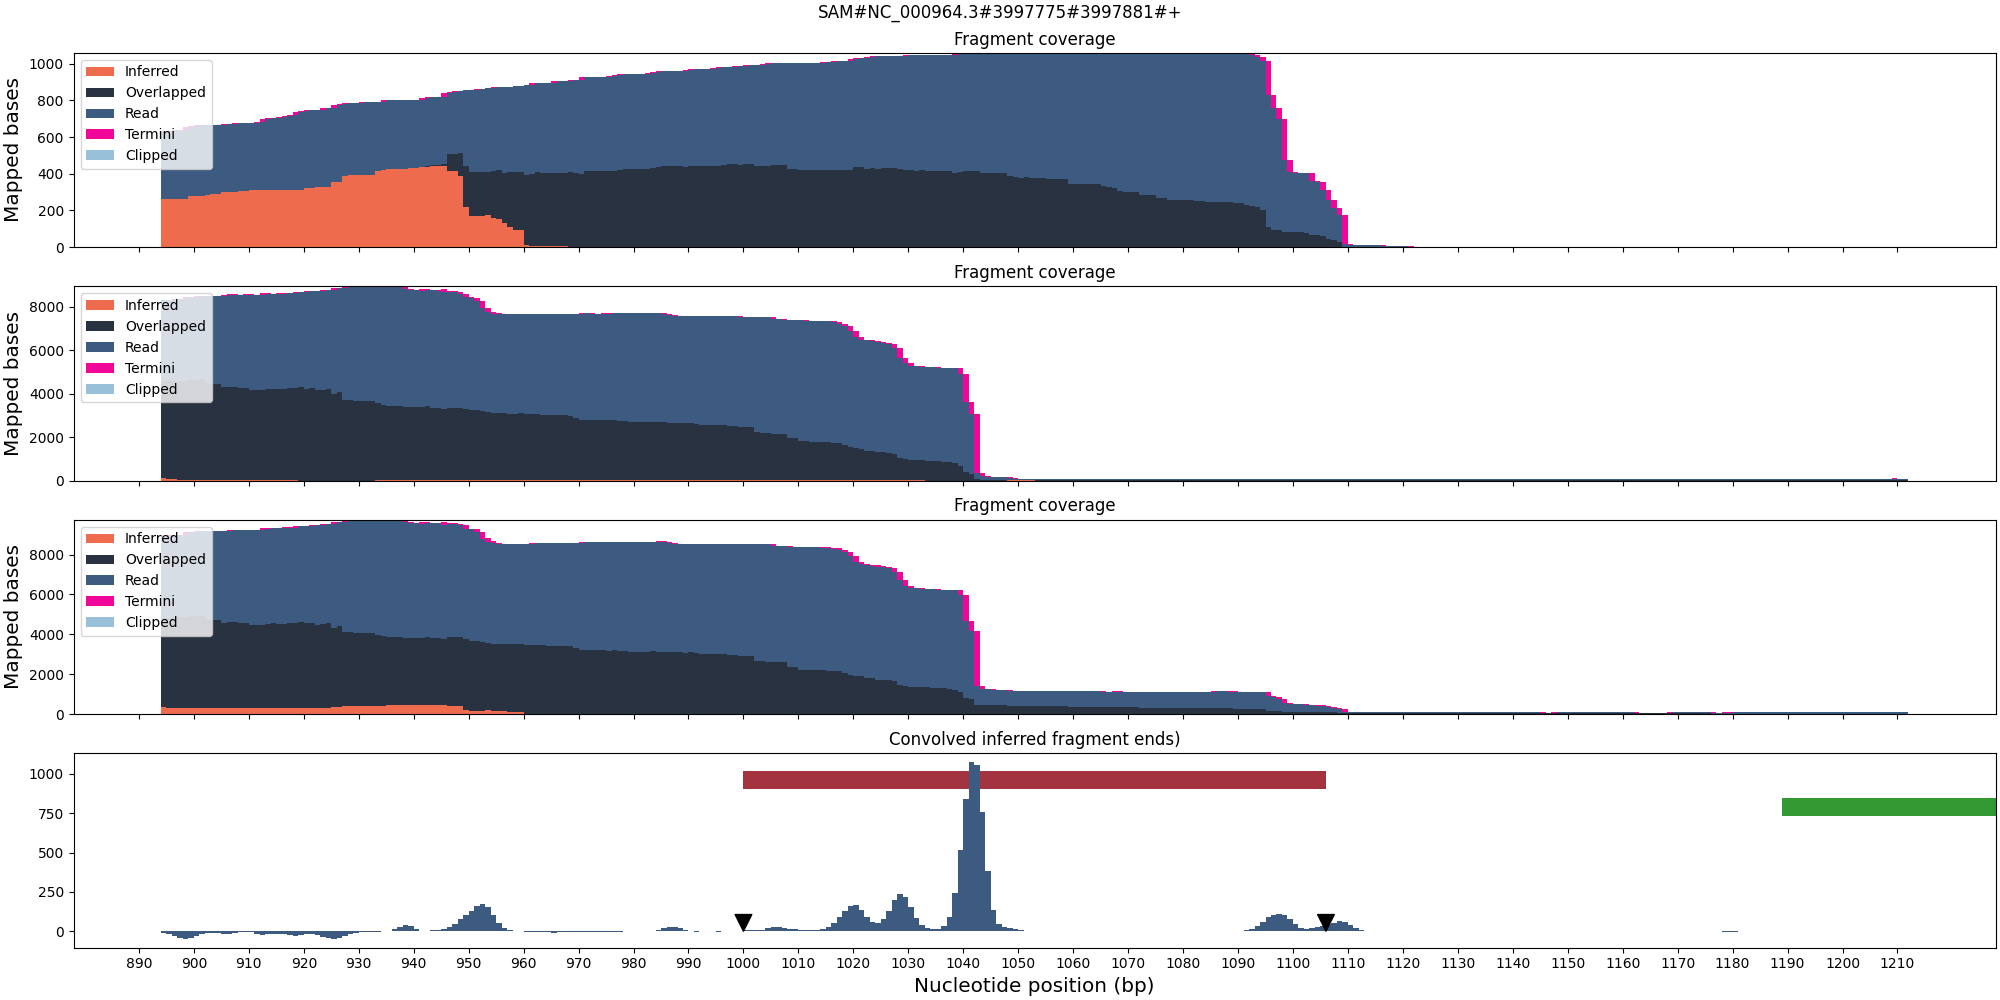 SAM#NC_000964.3#3997775#3997881#+
Fragment coverage
Mapped bases
1000
800
600
400
200
0
Inferred
Overlapped
Read
Termini
Clipped
Fragment coverage
Mapped bases
8000
6000
4000
2000
0
Inferred
Overlapped
Read
Termini
Clipped
Fragment coverage
Mapped bases
8000
6000
4000
2000
0
Inferred
Overlapped
Read
Termini
Clipped
Convolved inferred fragment ends)
1000
750
500
250
0
890 900 910 920 930 940 950 960 970 980 990 1000 1010 1020 1030 1040 1050 1060 1070 1080 1090 1100 1110 1120 1130 1140 1150 1160 1170 1180 1190 1200 1210
Nucleotide position (bp)